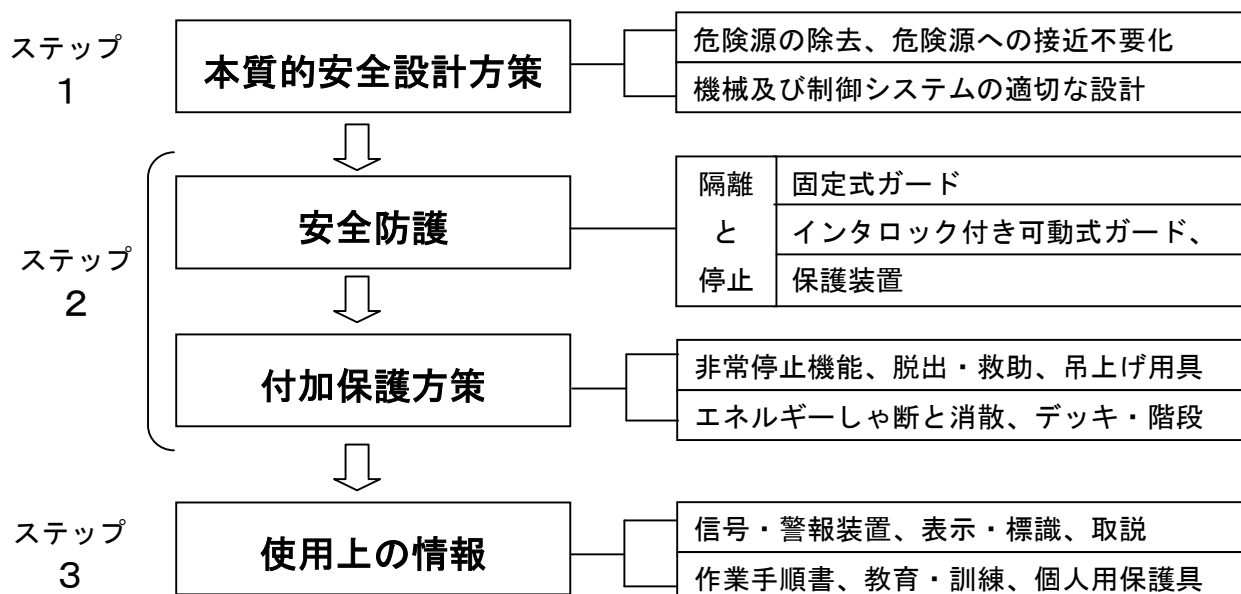 ステップ
1
本質的安全設計方策
危険源の除去、危険源への接近不要化
機械及び制御システムの適切な設計
ステップ
2
安全防護
隔離
と
停止
固定式ガード
インタロック付き可動式ガード、
保護装置
付加保護方策
非常停止機能、脱出・救助、吊上げ用具
エネルギーしゃ断と消散、デッキ・階段
ステップ
3
使用上の情報
信号・警報装置、表示・標識、取説
作業手順書、教育・訓練、個人用保護具